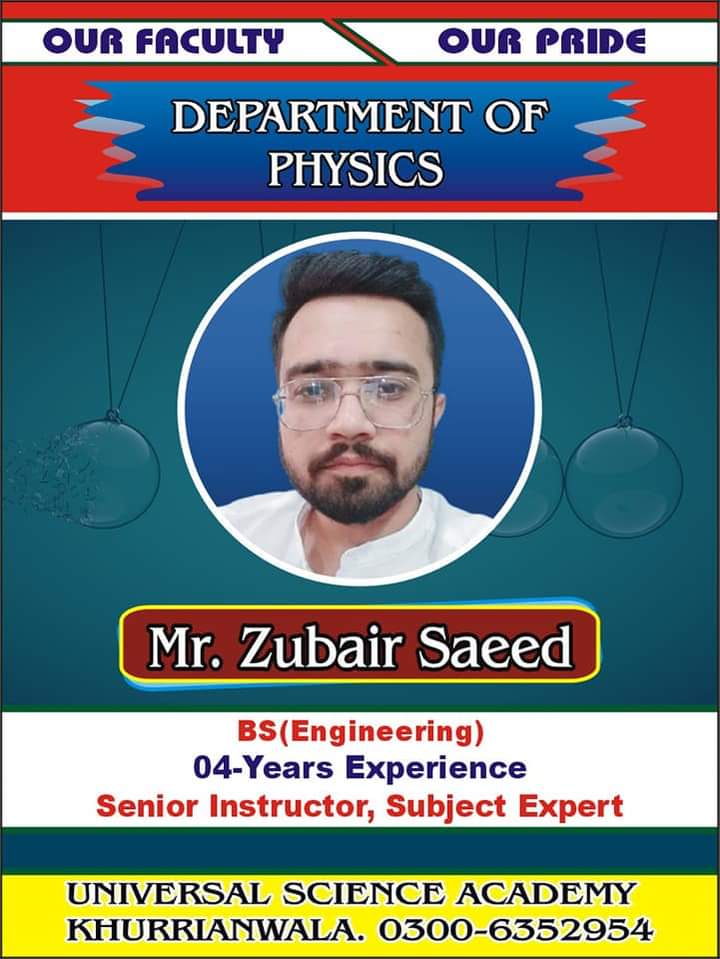 OUR FACULTY OUR PRIDE
DEPARTMENT OF
PHYSICS
Mr. Zubair Saeed
BS(Engineering)
04-Years Experience
Senior Instructor, Subject Expert
UNIVERSAL SCIENCE ACADEMY
KHURRIANWALA. 0300-6352954